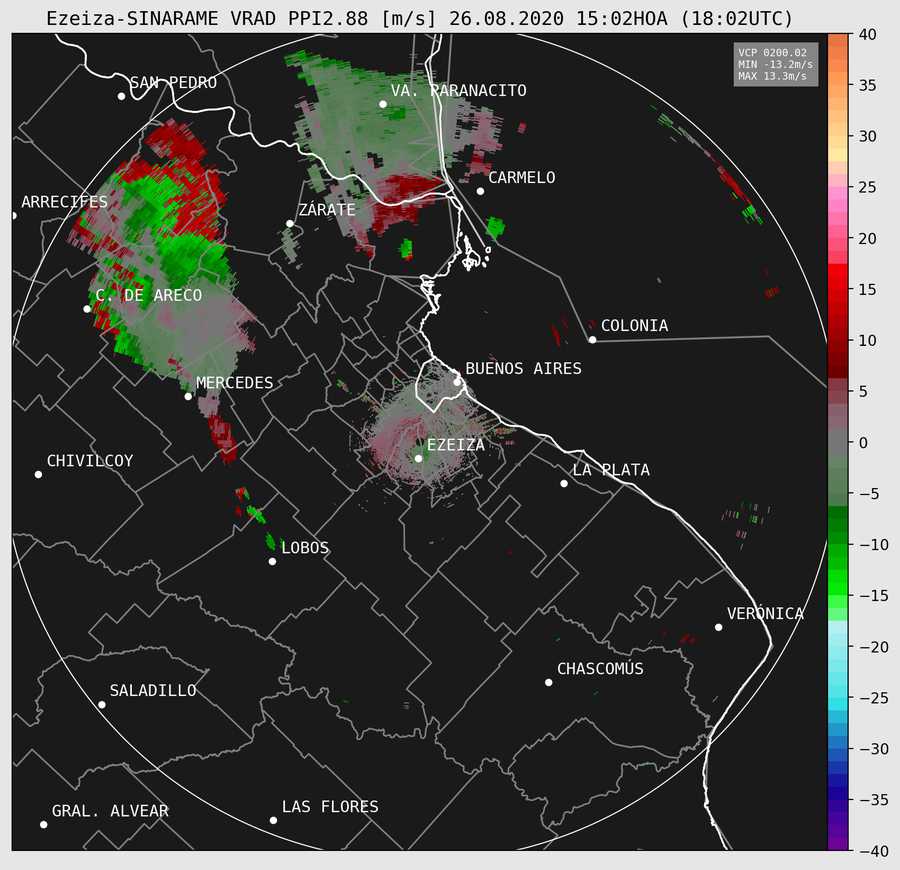 Ezeiza-SINARAME VRAD PPI2.88 [m/s] 26.08.2020 15:02HOA (18:02UTC)
VCP 0200.02
MIN -13.2m/s
MAX 13.3m/s
SAN PEDRO
VA. PARANACITO
CARMELO
ARRECIFES
ZÁRATE
C. DE ARECO
COLONIA
BUENOS AIRES
MERCEDES
EZEIZA
CHIVILCOY
LA PLATA
LOBOS
VERÓNICA
CHASCOMÚS
SALADILLO
GRAL. ALVEAR
LAS FLORES
40
35
30
25
20
15
10
5
0
−5
−10
−15
−20
−25
−30
−35
−40